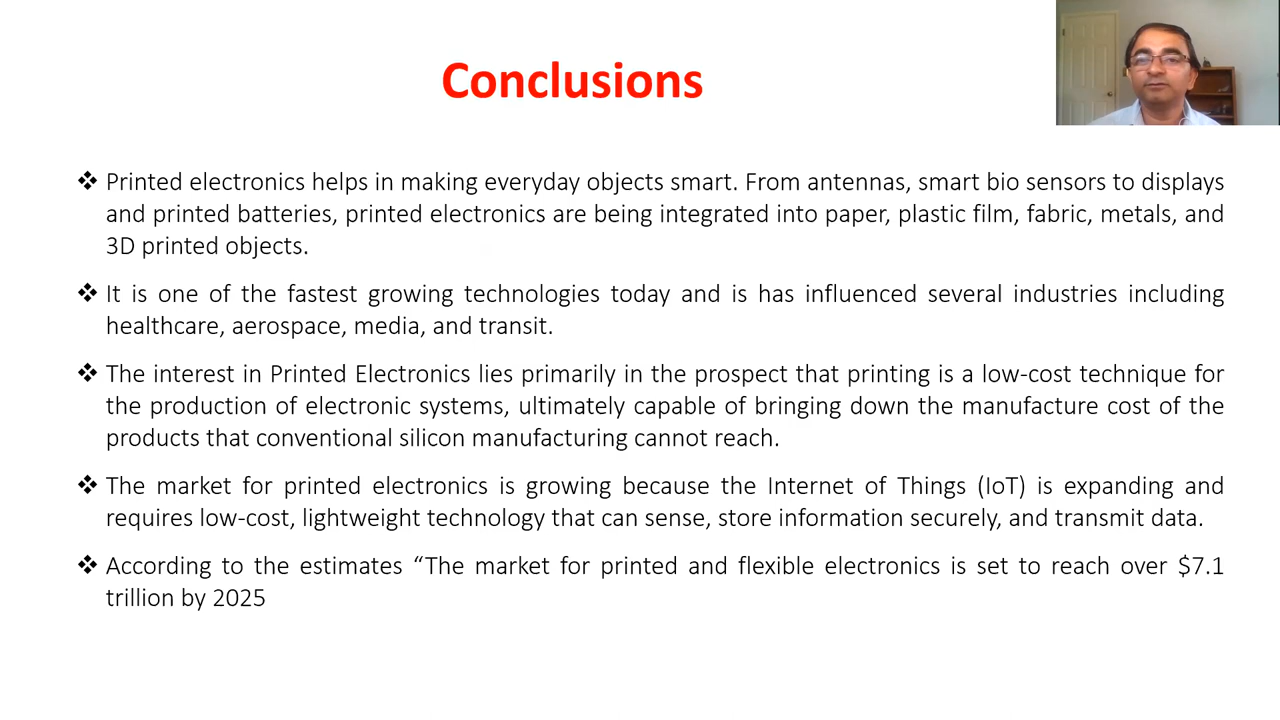 Conclusions
❖ Printed electronics helps in making everyday objects smart. From antennas, smart bio sensors to displays
and printed batteries, printed electronics are being integrated into paper, plastic film, fabric, metals, and
3D printed objects.
❖ It is one of the fastest growing technologies today and is has influenced several industries including
healthcare, aerospace, media, and transit.
❖ The interest in Printed Electronics lies primarily in the prospect that printing is a low-cost technique for
the production of electronic systems, ultimately capable of bringing down the manufacture cost of the
products that conventional silicon manufacturing cannot reach.
❖ The market for printed electronics is growing because the Internet of Things (IoT) is expanding and
requires low-cost, lightweight technology that can sense, store information securely, and transmit data.
❖ According to the estimates “The market for printed and flexible electronics is set to reach over $7.1
trillion by 2025